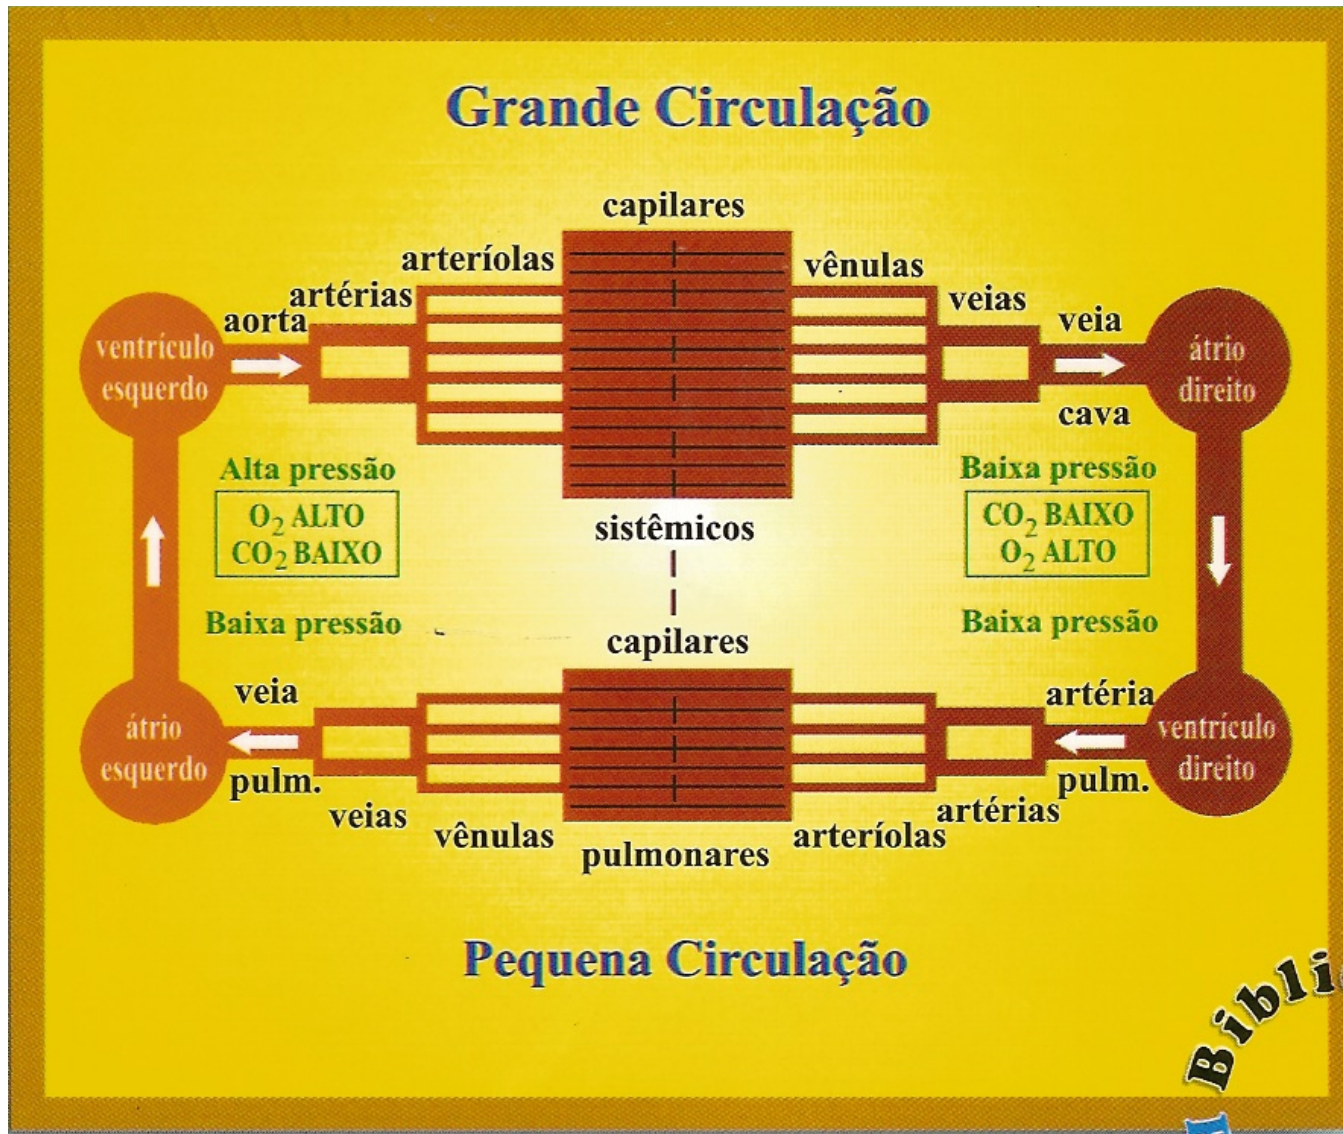 Grande Circulação
capilares
arteríolas
vênulas
artérias
veias
aorta
veia
ventrículo
esquerdo
átrio
direito
cava
Alta pressão
Baixa pressão
O₂ ALTO
CO₂ BAIXO
CO₂ BAIXO
O₂ ALTO
sistêmicos
Baixa pressão
Baixa pressão
capilares
veia
artéria
átrio
esquerdo
ventrículo
direito
pulm.
pulm.
veias
artérias
vênulas
arteríolas
pulmonares
Pequena Circulação